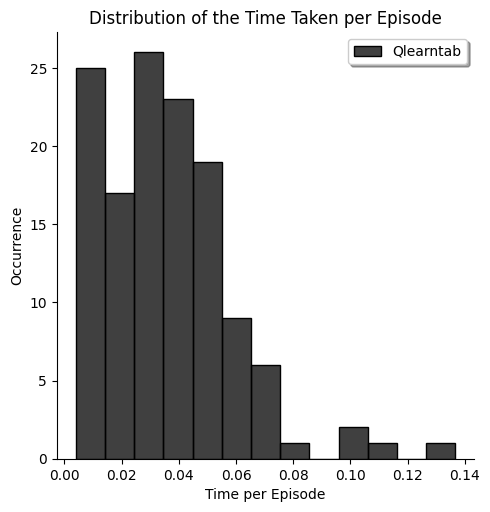 Distribution of the Time Taken per Episode
Qlearntab
25
20
15
10
5
0
Occurrence
0.00 0.02 0.04 0.06 0.08 0.10 0.12 0.14
Time per Episode